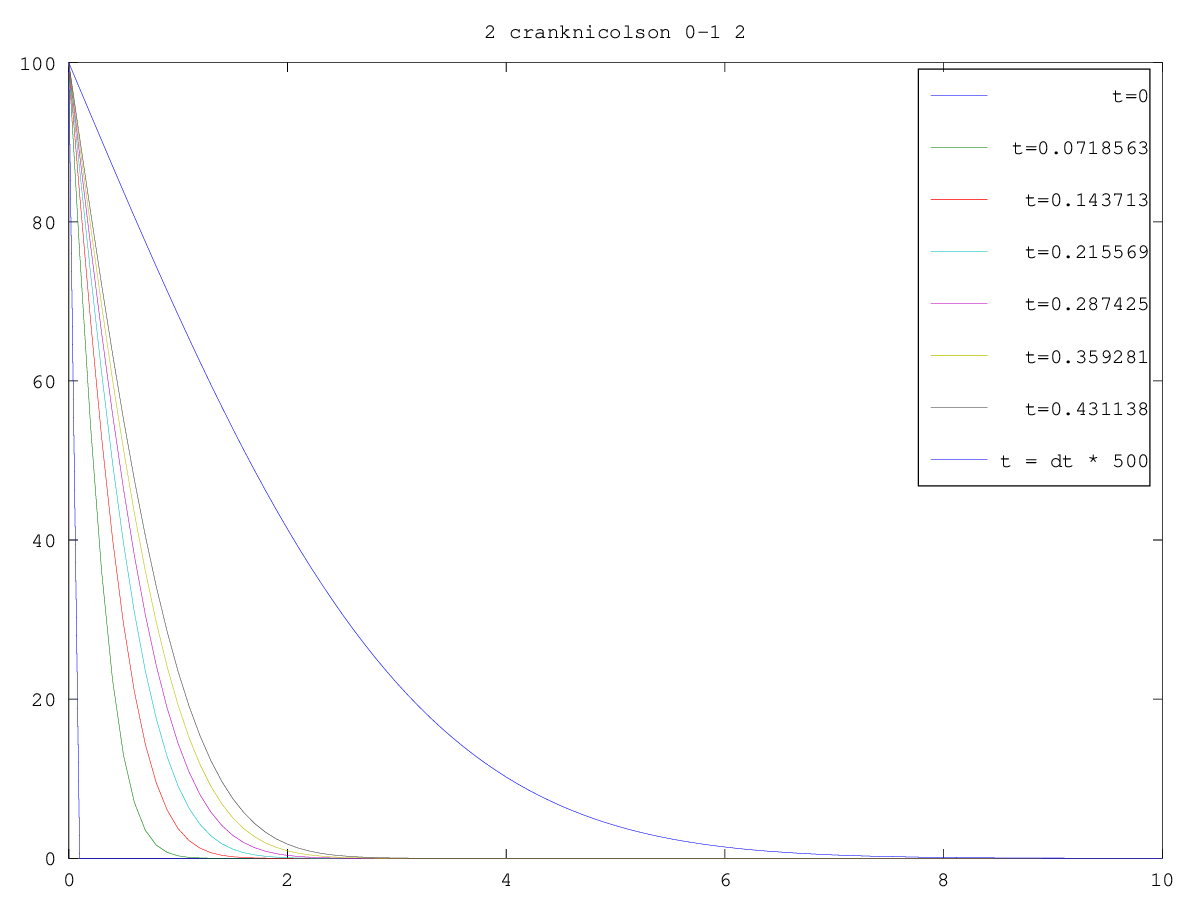 2 cranknicolson 0-1 2
100
80
60
40
20
0
0 2 4 6 8 10
t=0
t=0.0718563
t=0.143713
t=0.215569
t=0.287425
t=0.359281
t=0.431138
t = dt * 500